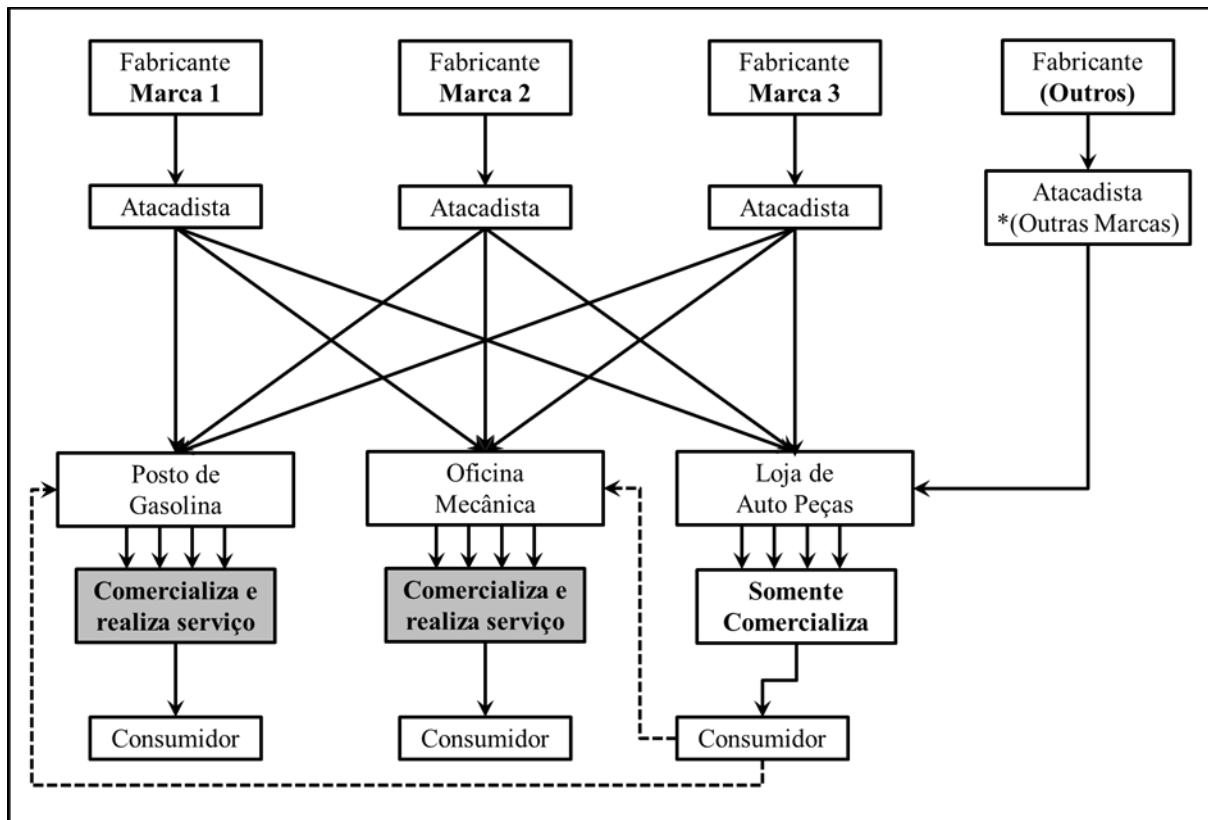 Fabricante
Marca 1
Fabricante
Marca 2
Fabricante
Marca 3
Fabricante
(Outros)
Atacadista
Atacadista
Atacadista
Atacadista
*(Outras Marcas)
Posto de
Gasolina
Oficina
Mecânica
Loja de
Auto Peças
Comercializa e
realiza serviço
Comercializa e
realiza serviço
Somente
Comercializa
Consumidor
Consumidor
Consumidor